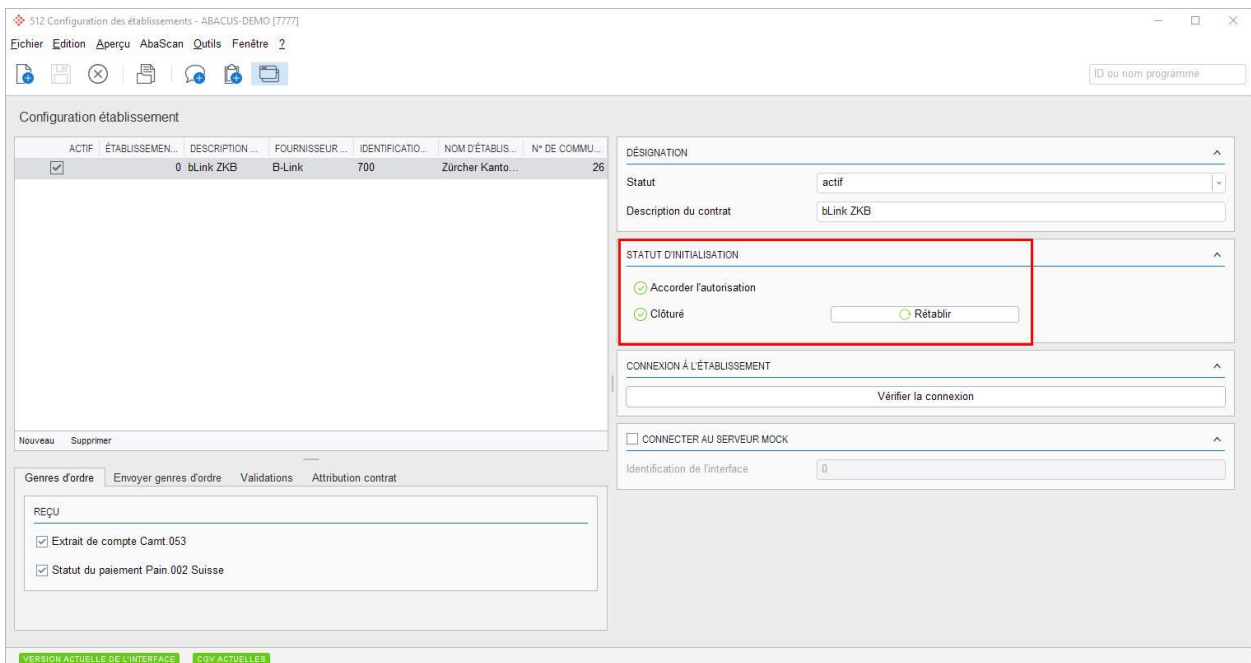 512 Configuration des établissements - ABACUS-DEMO [7777]
Fichier Edition Aperçu AbaScan Outils Fenêtre ?
ID ou nom programme
Configuration établissement
ACTIF ÉTABLISSEMEN... DESCRIPTION ... FOURNISSEUR ... IDENTIFICATIO... NOM D'ÉTABLIS... N° DE COMMU...
0 bLink ZKB B-Link 700 Zürcher Kanto... 26
Nouveau Supprimer
Genres d'ordre Envoyer genres d'ordre Validations Attribution contrat
REÇU
Extrait de compte Camt.053
Statut du paiement Pain.002 Suisse
DÉSIGNATION
Statut actif
Description du contrat bLink ZKB
STATUT D'INITIALISATION
Accorder l'autorisation
Clôturé Rétablir
CONNEXION À L'ÉTABLISSEMENT
Vérifier la connexion
CONNECTER AU SERVEUR MOCK
Identification de l'interface 0
VERSION ACTUELLE DE L'INTERFACE CGV ACTUELLES